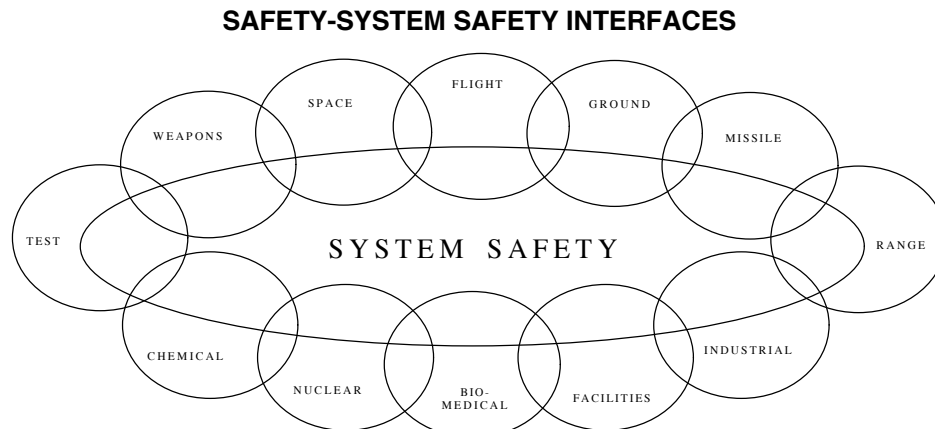 SAFETY-SYSTEM SAFETY INTERFACES
FLIGHT
SPACE
GROUND
WEAPONS
MISSILE
TEST
SYSTEM SAFETY
RANGE
CHEMICAL
INDUSTRIAL
NUCLEAR
BIO-
MEDICAL
FACILITIES